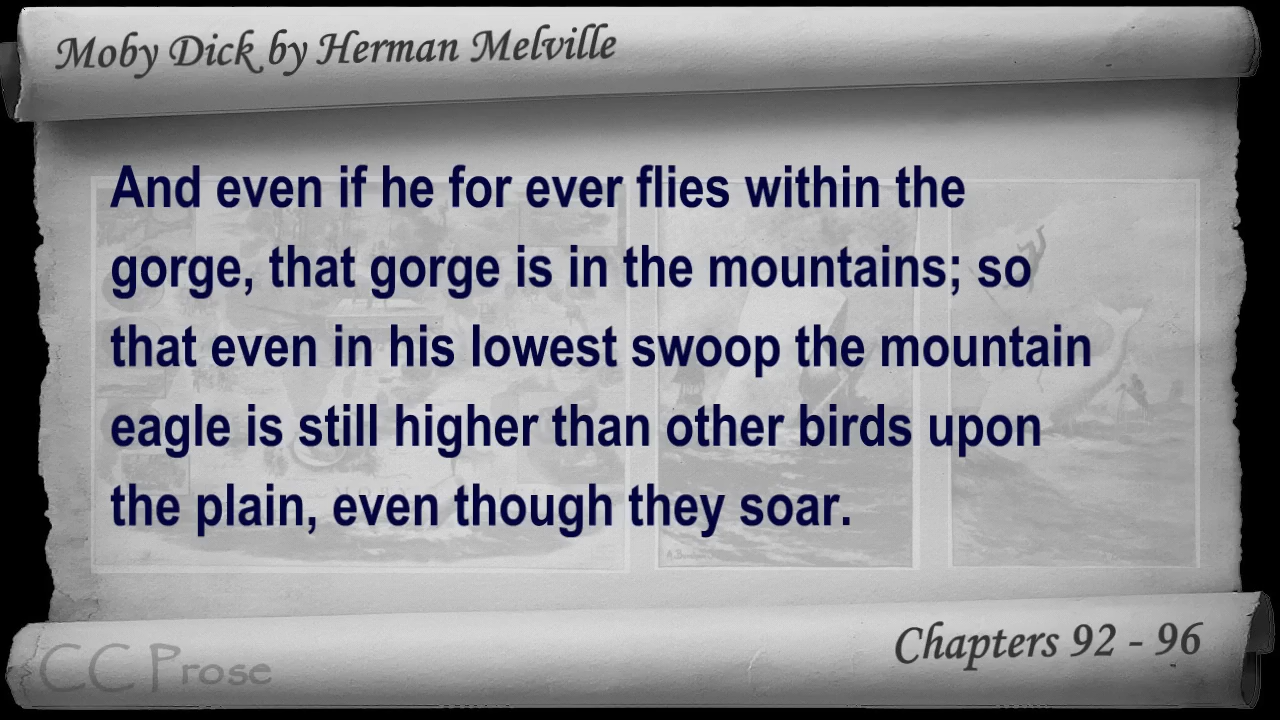 Moby Dick by Herman Melville
And even if he for ever flies within the
gorge, that gorge is in the mountains; so
that even in his lowest swoop the mountain
eagle is still higher than other birds upon
the plain, even though they soar.
Chapters 92 - 96
CC Prose